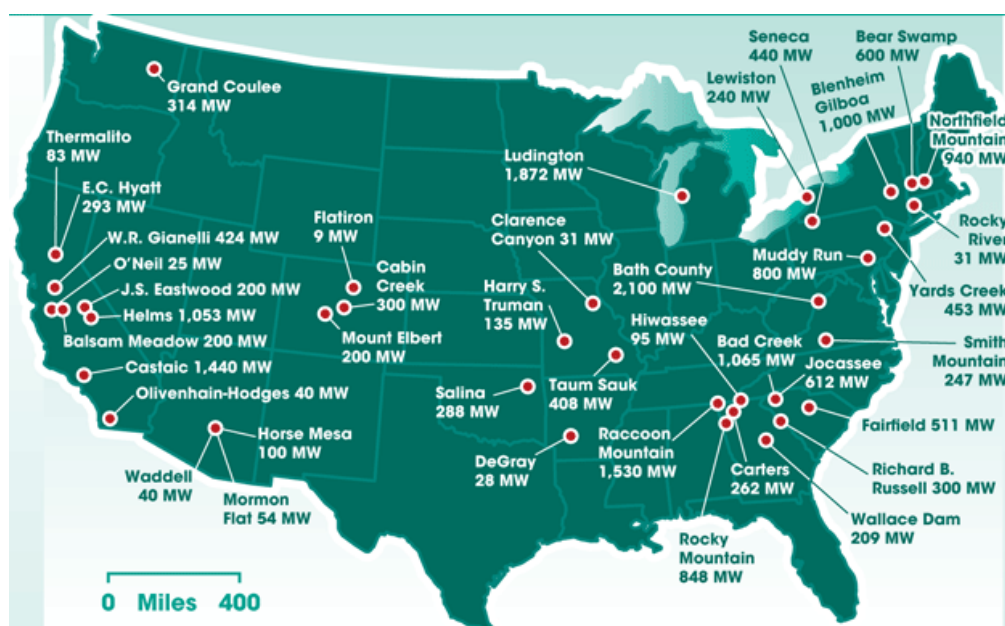 Grand Coulee
314 MW
Thermalito
83 MW
E.C. Hyatt
293 MW
W.R. Gianelli 424 MW
O'Neil 25 MW
J.S. Eastwood 200 MW
Helms 1,053 MW
Balsam Meadow 200 MW
Castaic 1,440 MW
Olivenhain-Hodges 40 MW
Horse Mesa
100 MW
Waddell
40 MW
Mormon
Flat 54 MW
Flatiron
9 MW
Cabin
Creek
300 MW
Mount Elbert
200 MW
Ludington
1,872 MW
Clarence
Canyon 31 MW
Harry S.
Truman
135 MW
Salina
288 MW
Taum Sauk
408 MW
DeGray
28 MW
Seneca
440 MW
Lewiston
240 MW
Bear Swamp
600 MW
Blenheim
Gilboa
1,000 MW
Northfield
Mountain
940 MW
Rocky
River
31 MW
Muddy Run
800 MW
Yards Creek
453 MW
Bath County
2,100 MW
Smith
Mountain
247 MW
Hiwassee
95 MW
Bad Creek
1,065 MW
Jocassee
612 MW
Fairfield 511 MW
Raccoon
Mountain
1,530 MW
Carters
262 MW
Richard B.
Russell 300 MW
Wallace Dam
209 MW
Rocky
Mountain
848 MW
0 Miles 400